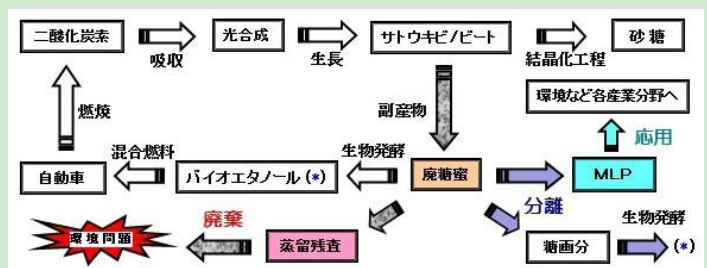 二酸化炭素
吸収
光合成
生長
サトウキビ/ビート
結晶化工程
砂糖
燃焼
副産物
環境など各産業分野へ
応用
自動車
混合燃料
バイオエタノール(*)
生物発酵
廃糖蜜
MLP
分離
環境問題
廃棄
蒸留残査
糖画分
生物発酵
(*)